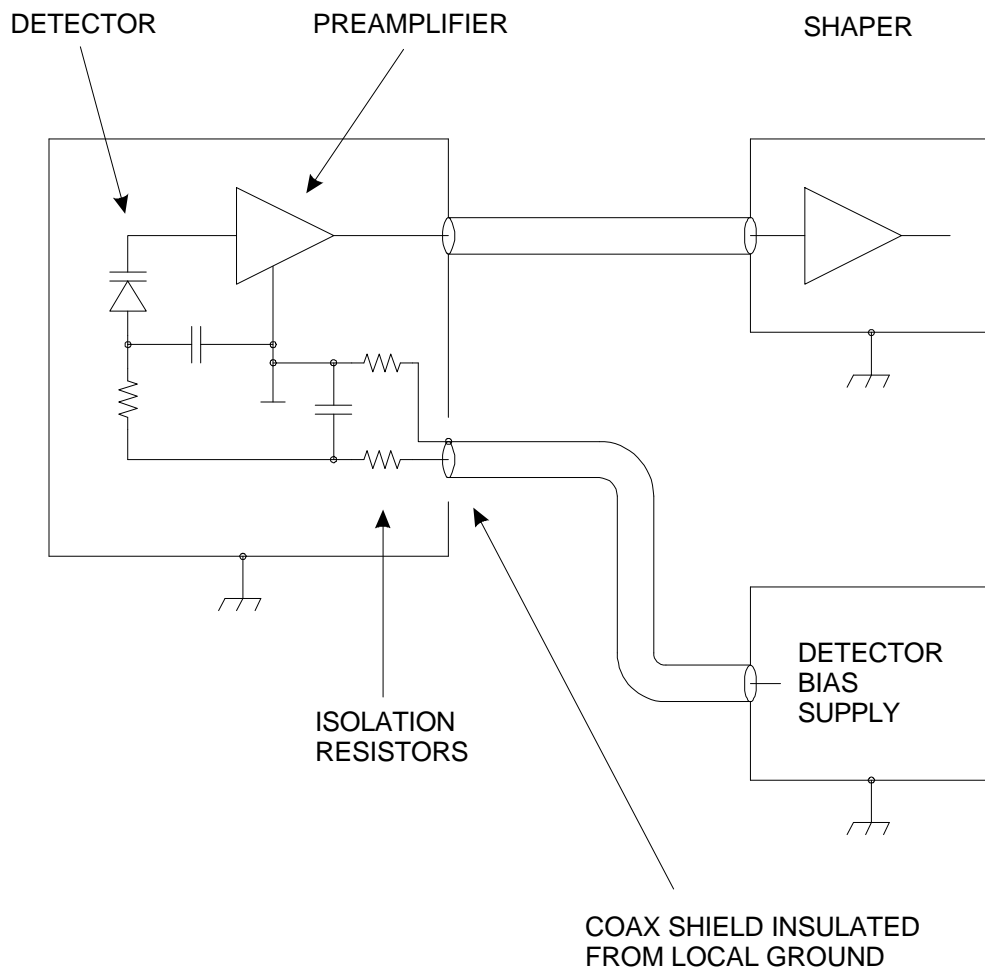 DETECTOR
PREAMPLIFIER
SHAPER
DETECTOR
BIAS
SUPPLY
ISOLATION
RESISTORS
COAX SHIELD INSULATED
FROM LOCAL GROUND